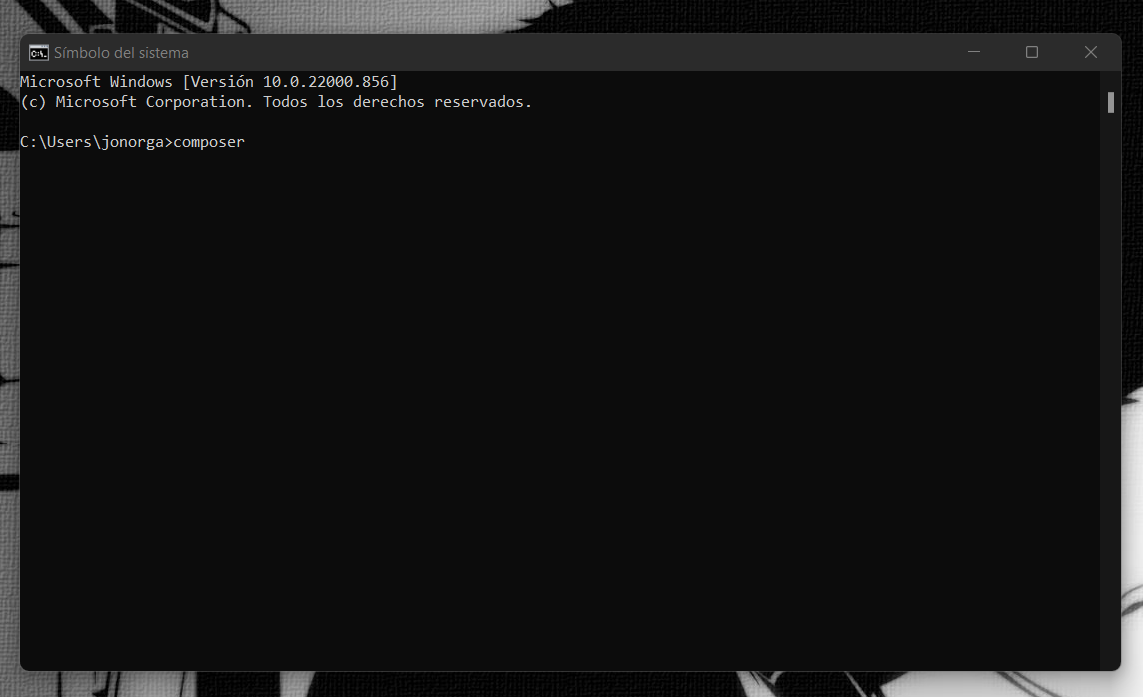 Símbolo del sistema
Microsoft Windows [Versión 10.0.22000.856]
(c) Microsoft Corporation. Todos los derechos reservados.
C:\Users\jonorga>composer